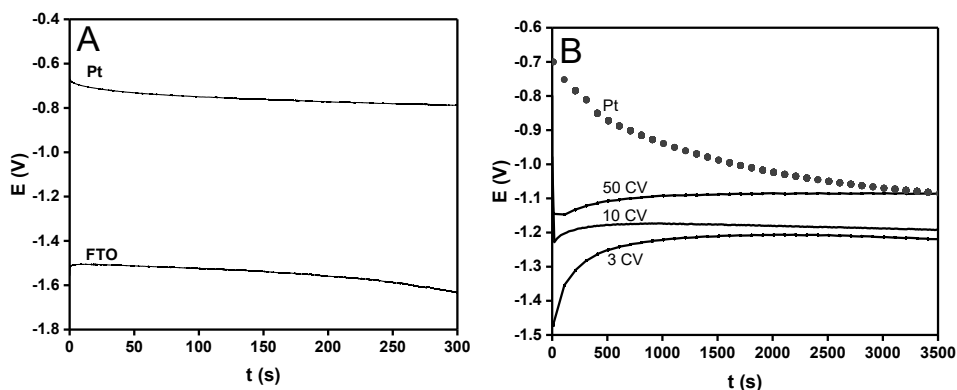 A
Pt
FTO
E (V)
-0.4
-0.6
-0.8
-1.0
-1.2
-1.4
-1.6
-1.8
0 50 100 150 200 250 300
t (s)
B
Pt
50 CV
10 CV
3 CV
E (V)
-0.6
-0.7
-0.8
-0.9
-1.0
-1.1
-1.2
-1.3
-1.4
-1.5
0 500 1000 1500 2000 2500 3000 3500
t (s)